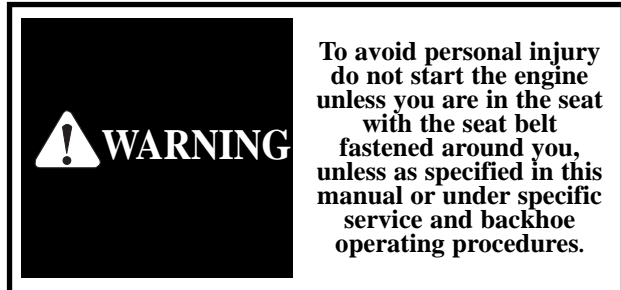 WARNING
To avoid personal injury
do not start the engine
unless you are in the seat
with the seat belt
fastened around you,
unless as specified in this
manual or under specific
service and backhoe
operating procedures.